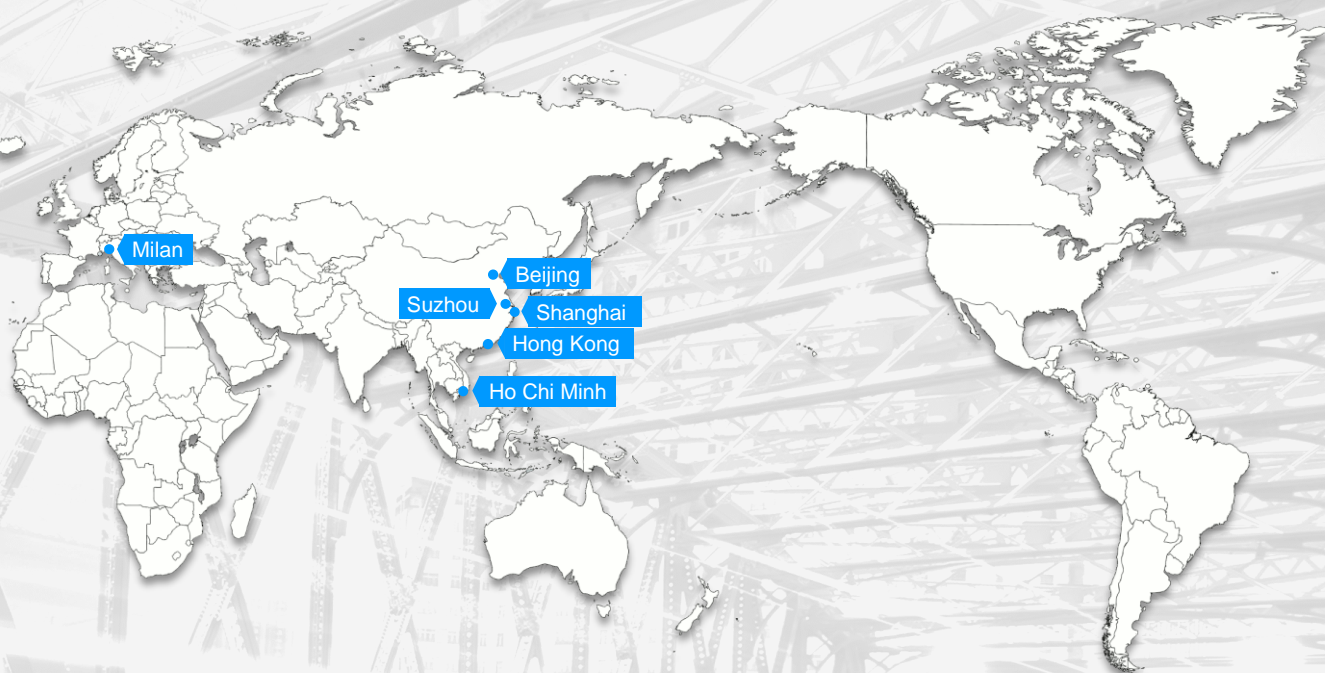 Milan
Beijing
Suzhou
Shanghai
Hong Kong
Ho Chi Minh